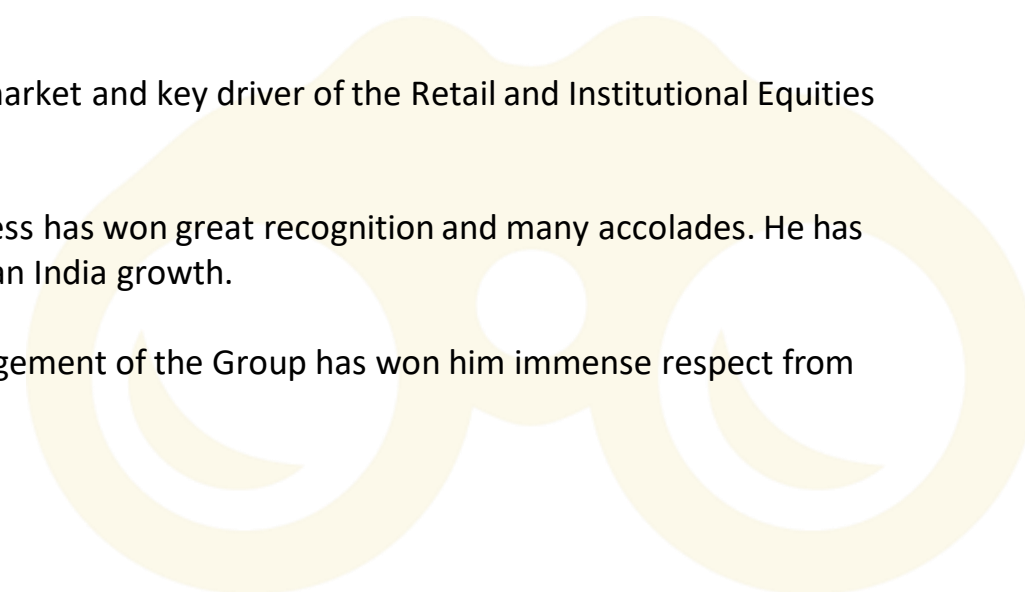 arket and key driver of the Retail and Institutional Equities
ess has won great recognition and many accolades. He has
an India growth.
gement of the Group has won him immense respect from